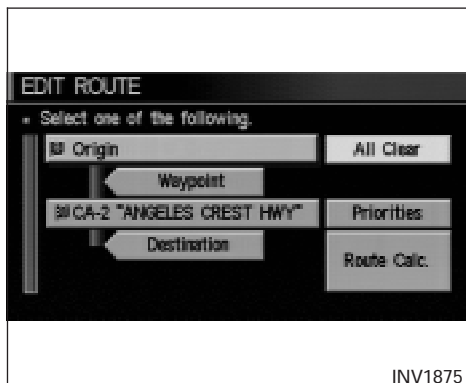 EDIT ROUTE
Select one of the following.
Origin
All Clear
Waypoint
CA-2 "ANGELES CREST HWY"
Priorities
Destination
Route Calc.
INV1875